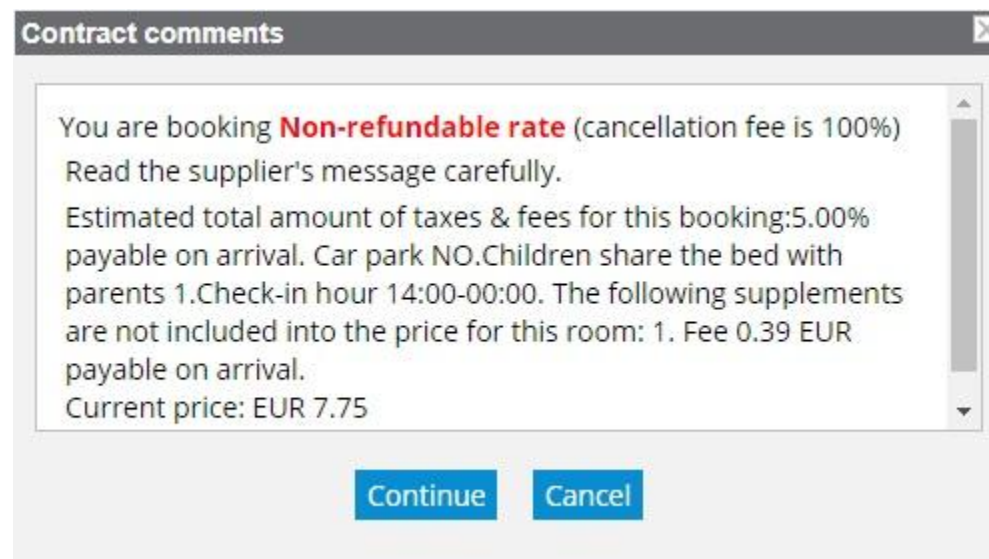 Contract comments
You are booking Non-refundable rate (cancellation fee is 100%)
Read the supplier's message carefully.
Estimated total amount of taxes & fees for this booking:5.00%
payable on arrival. Car park NO.Children share the bed with
parents 1.Check-in hour 14:00-00:00. The following supplements
are not included into the price for this room: 1. Fee 0.39 EUR
payable on arrival.
Current price: EUR 7.75
Continue Cancel